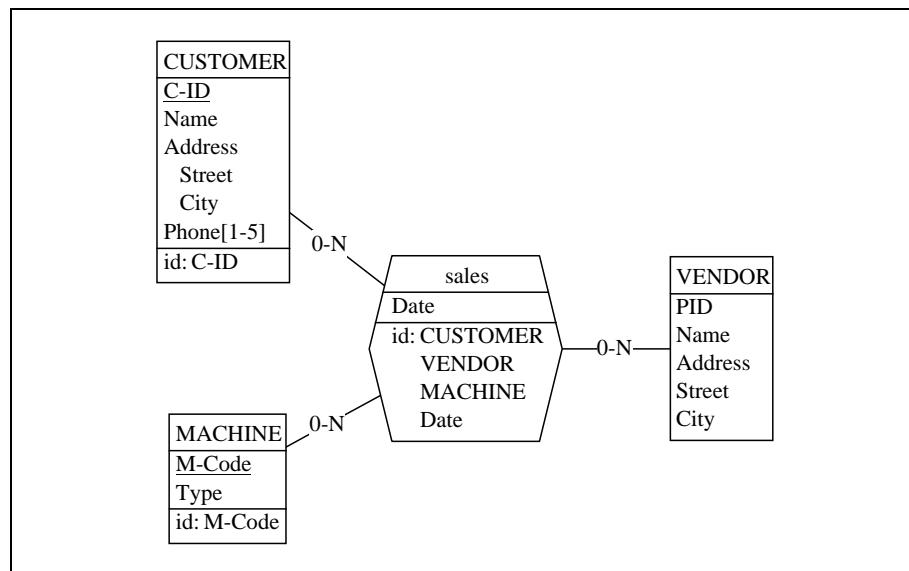 CUSTOMER
C-ID
Name
Address
Street
City
Phone[1-5]
id: C-ID
0-N
sales
Date
id: CUSTOMER
VENDOR
MACHINE
Date
0-N
VENDOR
PID
Name
Address
Street
City
0-N
MACHINE
M-Code
Type
id: M-Code